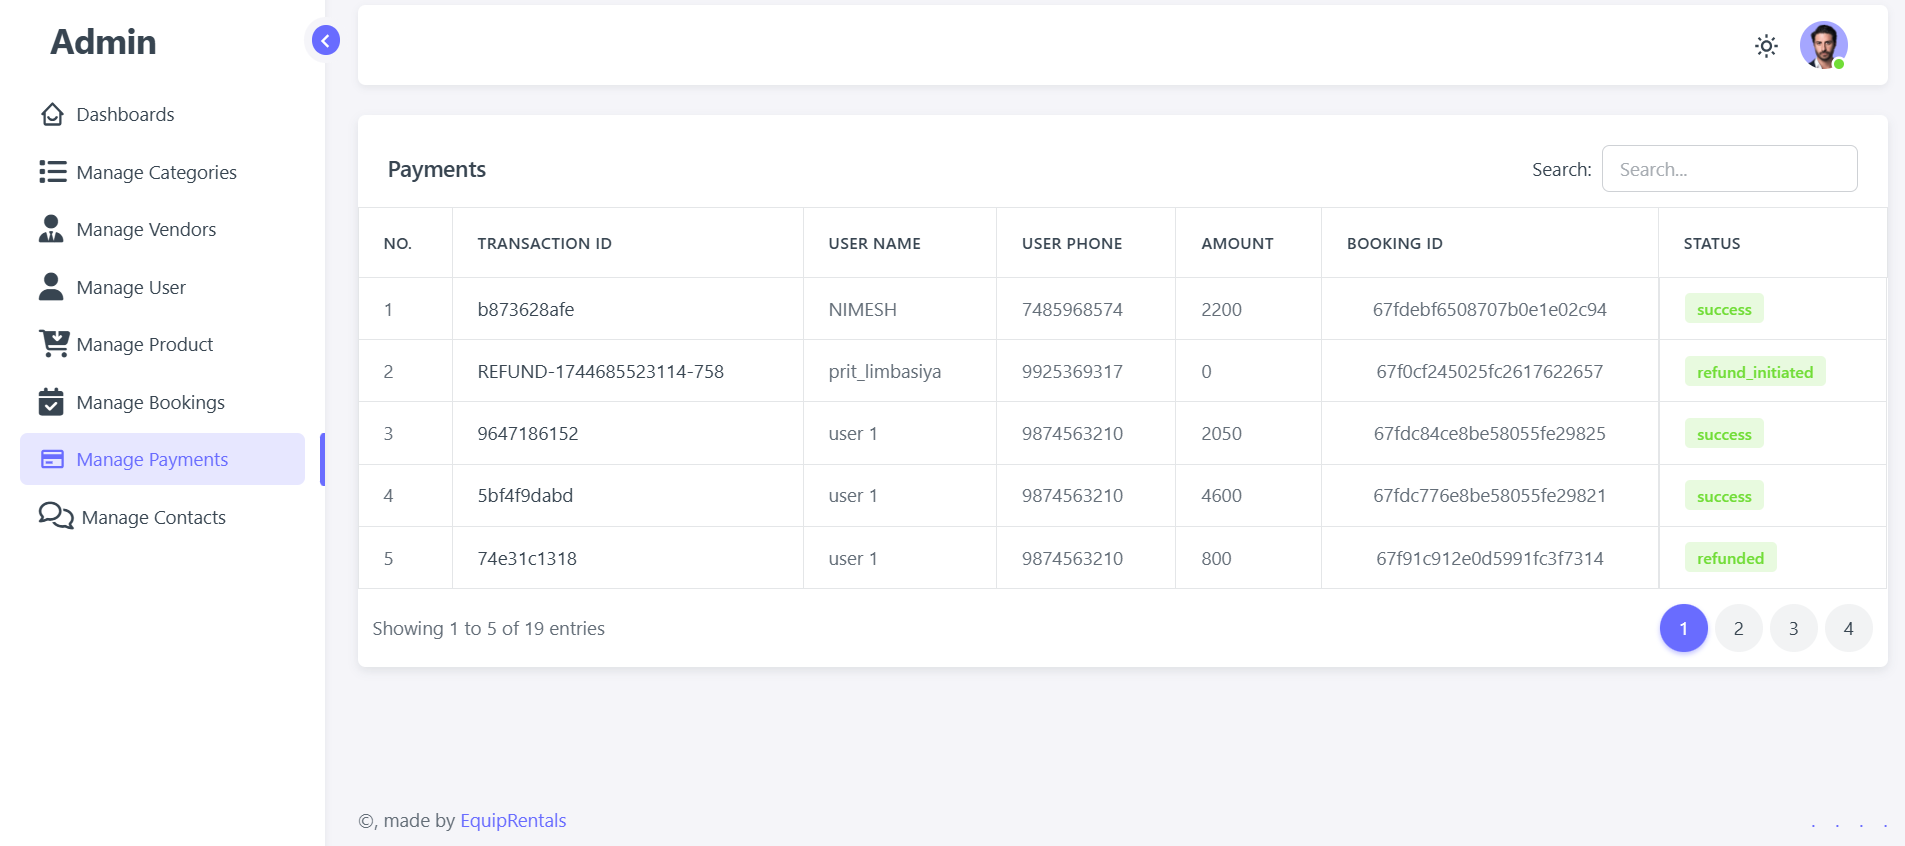 Admin
Dashboards
Manage Categories
Manage Vendors
Manage User
Manage Product
Manage Bookings
Manage Payments
Manage Contacts
Payments Search: Search...
NO. TRANSACTION ID USER NAME USER PHONE AMOUNT BOOKING ID STATUS
1 b873628afe NIMESH 7485968574 2200 67fdebf6508707b0e1e02c94 success
2 REFUND-1744685523114-758 prit_limbasiya 9925369317 0 67f0cf245025fc2617622657 refund_initiated
3 9647186152 user 1 9874563210 2050 67fdc84ce8be58055fe29825 success
4 5bf4f9dabd user 1 9874563210 4600 67fdc776e8be58055fe29821 success
5 74e31c1318 user 1 9874563210 800 67f91c912e0d5991fc3f7314 refunded
Showing 1 to 5 of 19 entries 1 2 3 4
©, made by EquipRentals